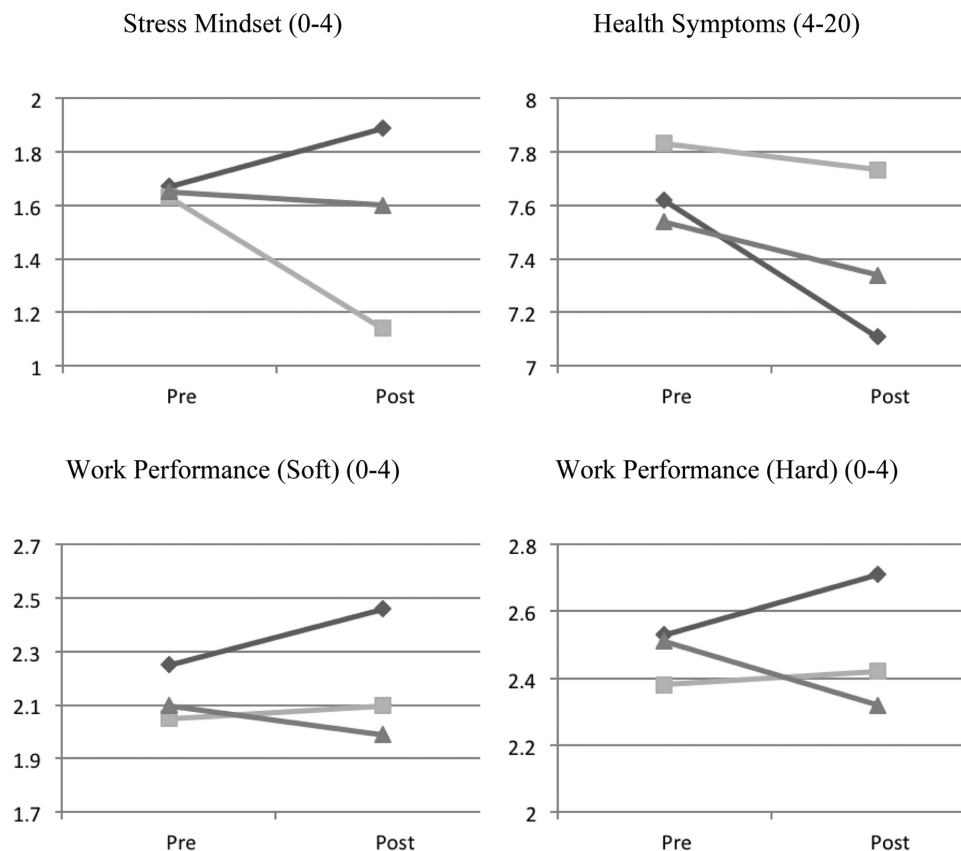 Stress Mindset (0-4)
2
1.8
1.6
1.4
1.2
1
Pre Post
Health Symptoms (4-20)
8
7.8
7.6
7.4
7.2
7
Pre Post
Work Performance (Soft) (0-4)
2.7
2.5
2.3
2.1
1.9
1.7
Pre Post
Work Performance (Hard) (0-4)
2.8
2.6
2.4
2.2
2
Pre Post